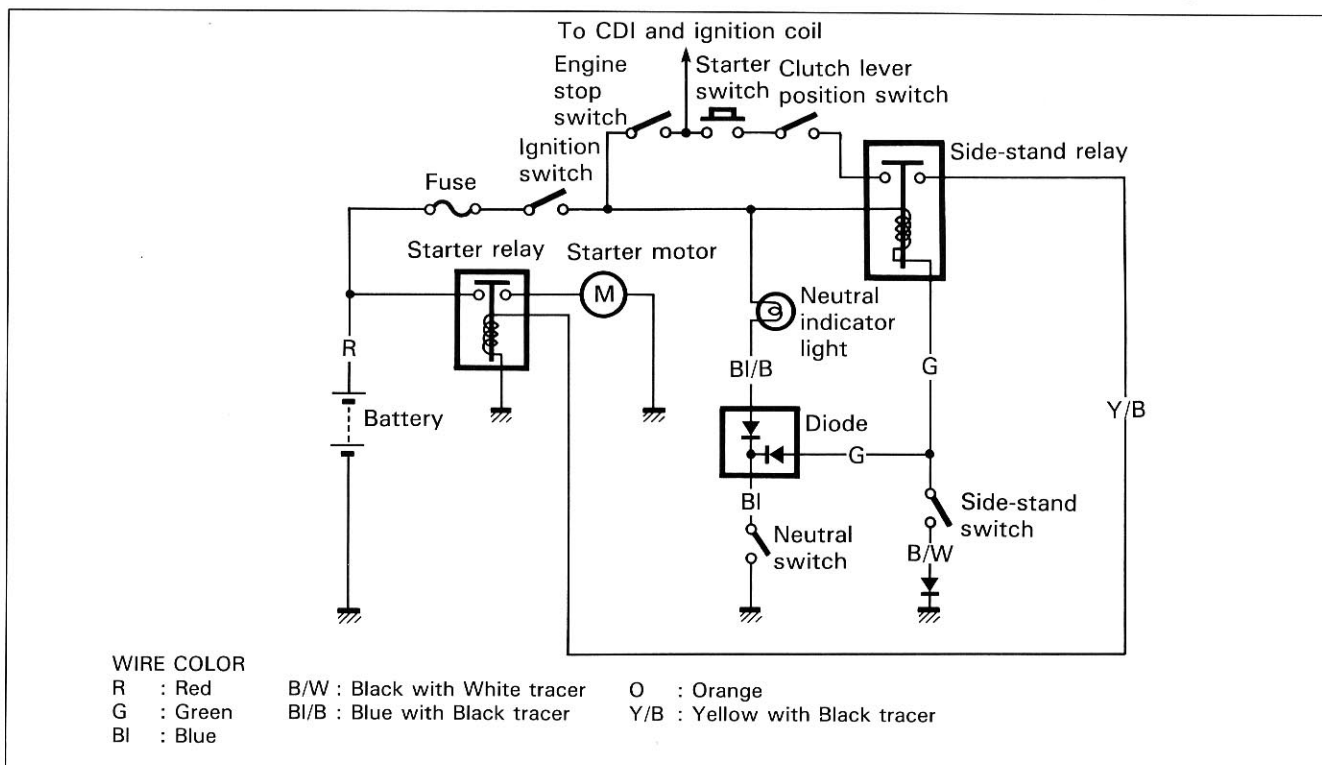 To CDI and ignition coil
Engine
stop
switch
Starter
switch
Clutch lever
position switch
Ignition
switch
Side-stand relay
Fuse
Starter relay
Starter motor
M
Neutral
indicator
light
R
Bl/B
G
Y/B
Battery
Diode
G
Bl
Side-stand
switch
Neutral
switch
B/W
WIRE COLOR
R : Red B/W : Black with White tracer O : Orange
G : Green Bl/B : Blue with Black tracer Y/B : Yellow with Black tracer
Bl : Blue